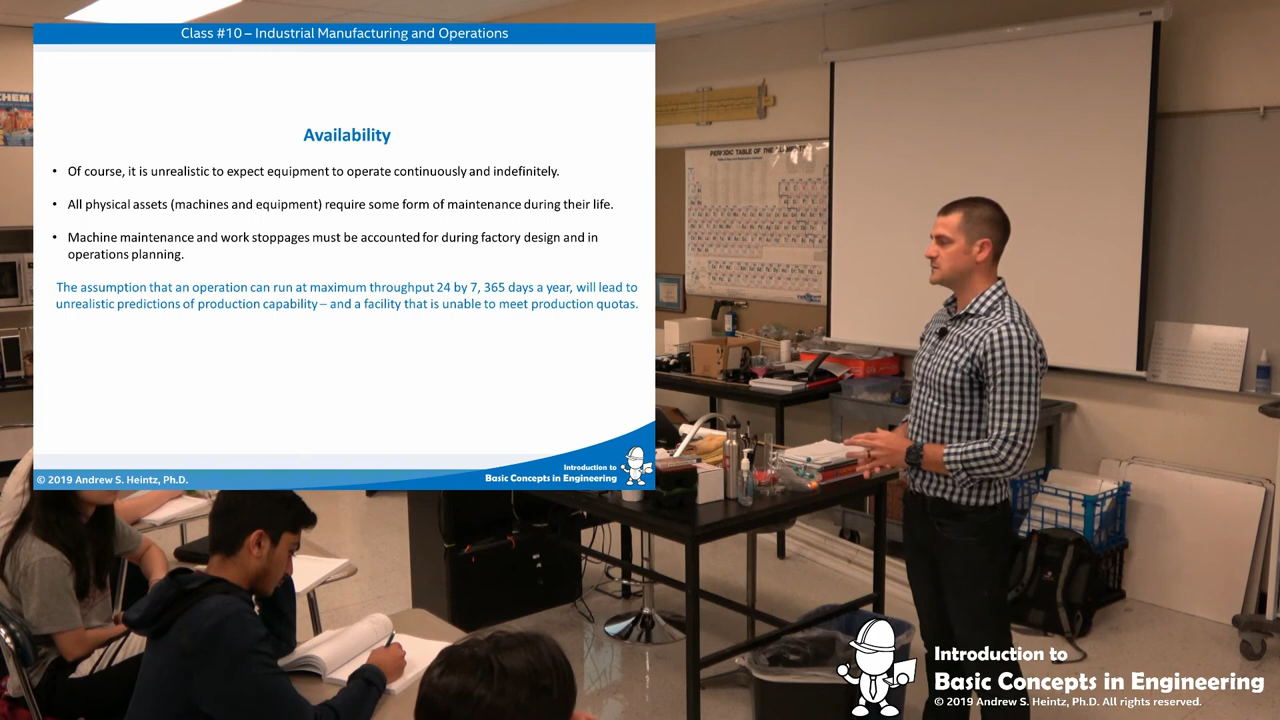 Class #10 – Industrial Manufacturing and Operations
CHEM
PERIODIC TABLE OF THE
Availability
• Of course, it is unrealistic to expect equipment to operate continuously and indefinitely.
• All physical assets (machines and equipment) require some form of maintenance during their life.
• Machine maintenance and work stoppages must be accounted for during factory design and in
operations planning.
The assumption that an operation can run at maximum throughput 24 by 7, 365 days a year, will lead to
unrealistic predictions of production capability – and a facility that is unable to meet production quotas.
© 2019 Andrew S. Heintz, Ph.D.
Introduction to
Basic Concepts in Engineering
Introduction to
Basic Concepts in Engineering
© 2019 Andrew S. Heintz, Ph.D. All rights reserved.